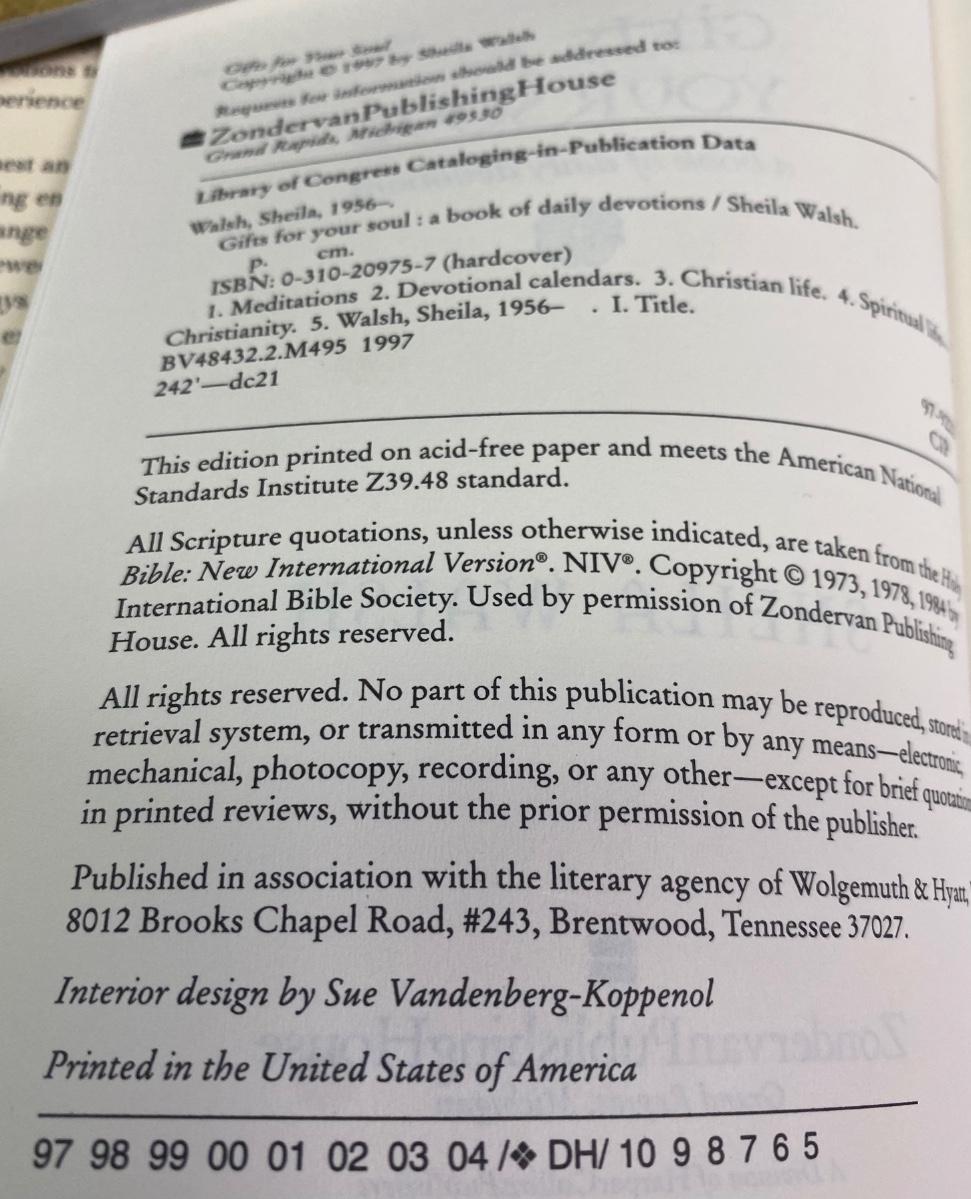 Gifts for Your Soul
Copyright © 1997 by Sheila Walsh
Requests for information should be addressed to:
ZondervanPublishingHouse
Grand Rapids, Michigan 49530
Library of Congress Cataloging-in-Publication Data
Walsh, Sheila, 1956–.
Gifts for your soul : a book of daily devotions / Sheila Walsh.
p. cm.
ISBN: 0-310-20975-7 (hardcover)
1. Meditations 2. Devotional calendars. 3. Christian life. 4. Spiritual life.
Christianity. 5. Walsh, Sheila, 1956– . I. Title.
BV48432.2.M495 1997
242'—dc21
CIP
This edition printed on acid-free paper and meets the American National
Standards Institute Z39.48 standard.
All Scripture quotations, unless otherwise indicated, are taken from the Holy
Bible: New International Version®. NIV®. Copyright © 1973, 1978, 1984 by
International Bible Society. Used by permission of Zondervan Publishing
House. All rights reserved.
All rights reserved. No part of this publication may be reproduced, stored in
retrieval system, or transmitted in any form or by any means—electronic,
mechanical, photocopy, recording, or any other—except for brief quotation
in printed reviews, without the prior permission of the publisher.
Published in association with the literary agency of Wolgemuth & Hyatt,
8012 Brooks Chapel Road, #243, Brentwood, Tennessee 37027.
Interior design by Sue Vandenberg-Koppenol
Printed in the United States of America
97 98 99 00 01 02 03 04 /❖ DH/ 10 9 8 7 6 5